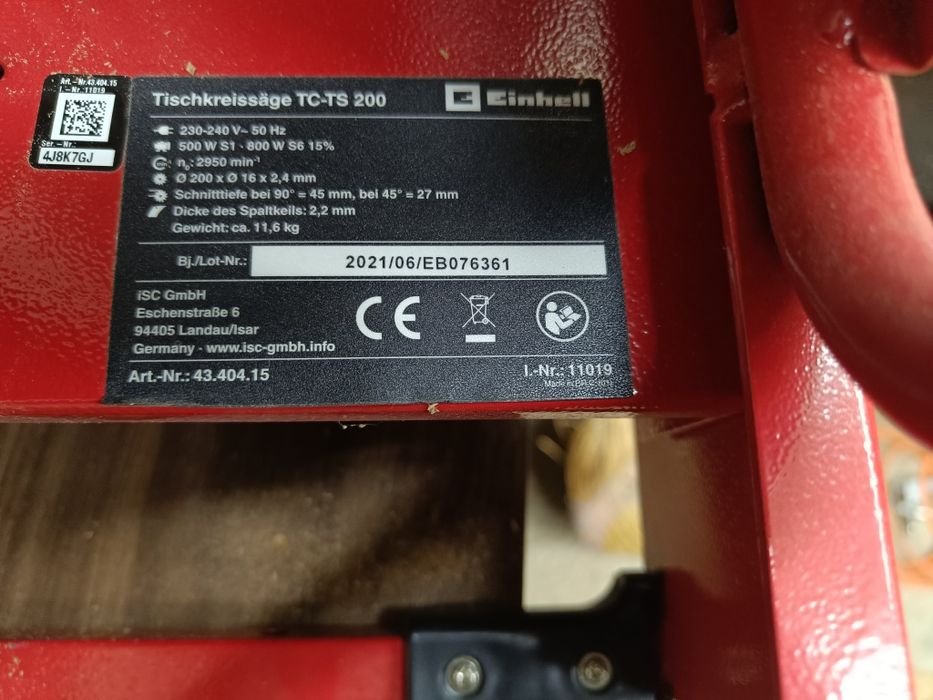 Art.-Nr. 43.404.15
I.-Nr.: 11019
Ser.-Nr.:
4J8K7GJ
Tischkreissäge TC-TS 200
Einhell
230-240 V~ 50 Hz
500 W S1 · 800 W S6 15%
n₀: 2950 min⁻¹
Ø 200 x Ø 16 x 2,4 mm
Schnitttiefe bei 90° = 45 mm, bei 45° = 27 mm
Dicke des Spaltkeils: 2,2 mm
Gewicht: ca. 11,6 kg
Bj./Lot-Nr.: 2021/06/EB076361
iSC GmbH
Eschenstraße 6
94405 Landau/Isar
Germany · www.isc-gmbh.info
CE
Art.-Nr.: 43.404.15
I.-Nr.: 11019
Made in P.R.C.